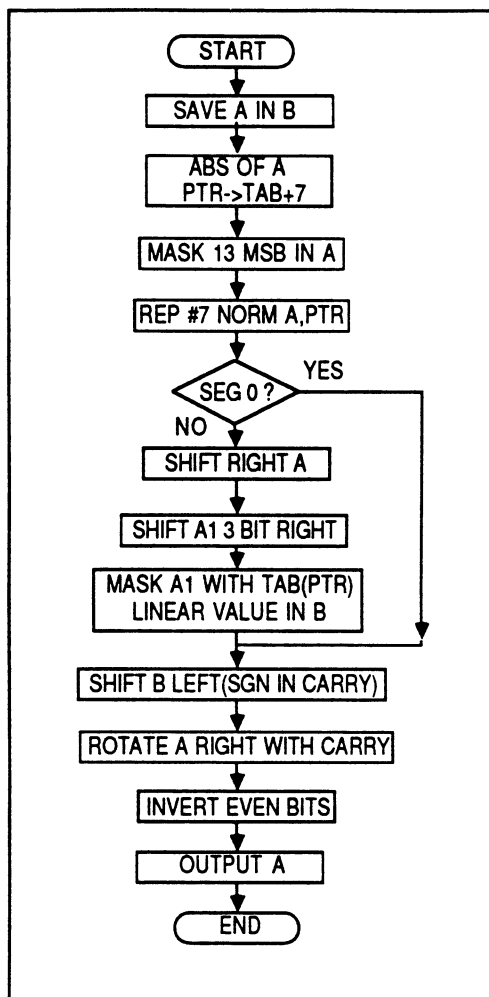 START
SAVE A IN B
ABS OF A
PTR->TAB+7
MASK 13 MSB IN A
REP #7 NORM A,PTR
SEG 0 ?
YES
NO
SHIFT RIGHT A
SHIFT A1 3 BIT RIGHT
MASK A1 WITH TAB(PTR)
LINEAR VALUE IN B
SHIFT B LEFT(SGN IN CARRY)
ROTATE A RIGHT WITH CARRY
INVERT EVEN BITS
OUTPUT A
END